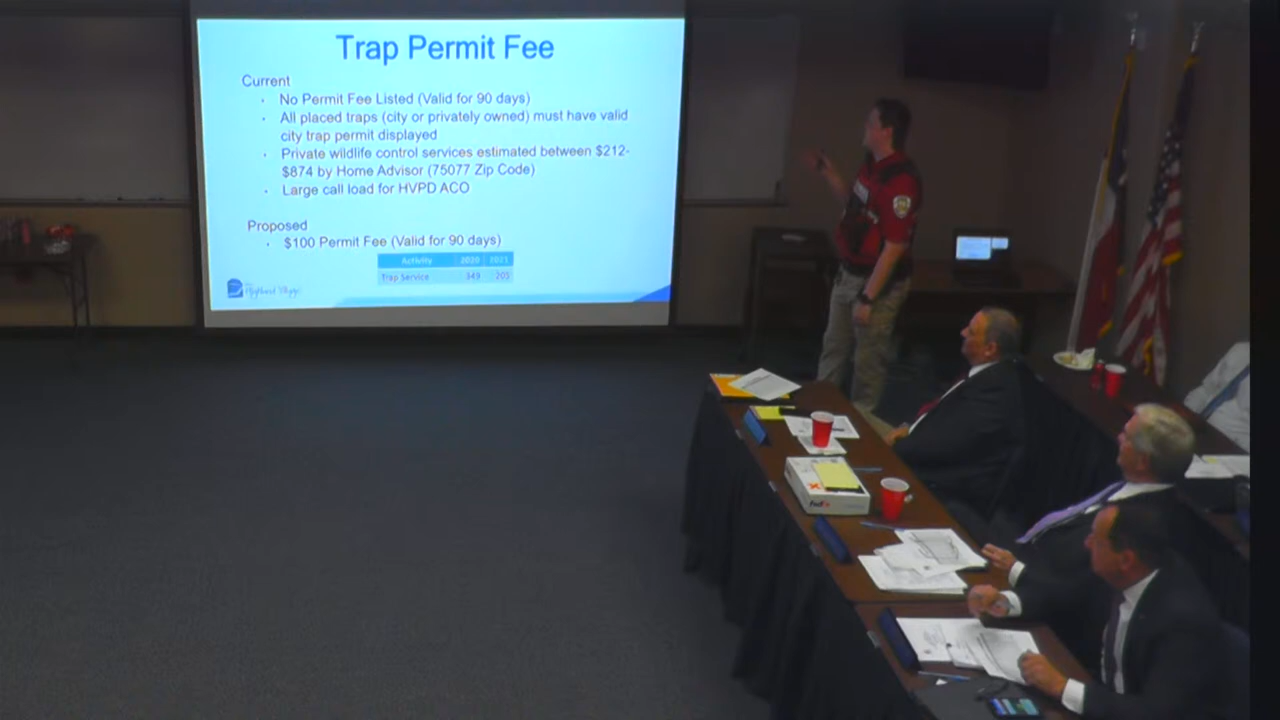 Trap Permit Fee
Current
No Permit Fee Listed (Valid for 90 days)
All placed traps (city or privately owned) must have valid
city trap permit displayed
Private wildlife control services estimated between $212-
$874 by Home Advisor (75077 Zip Code)
Large call load for HVPD ACO
Proposed
$100 Permit Fee (Valid for 90 days)
Activity 2020 2021
Trap Service 349 205
FedEx